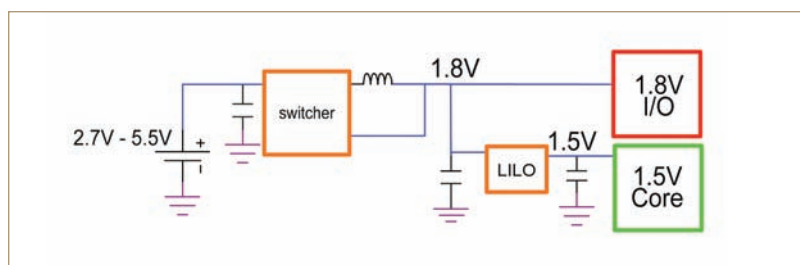 2.7V - 5.5V
+
-
switcher
1.8V
1.8V
I/O
LILO
1.5V
1.5V
Core